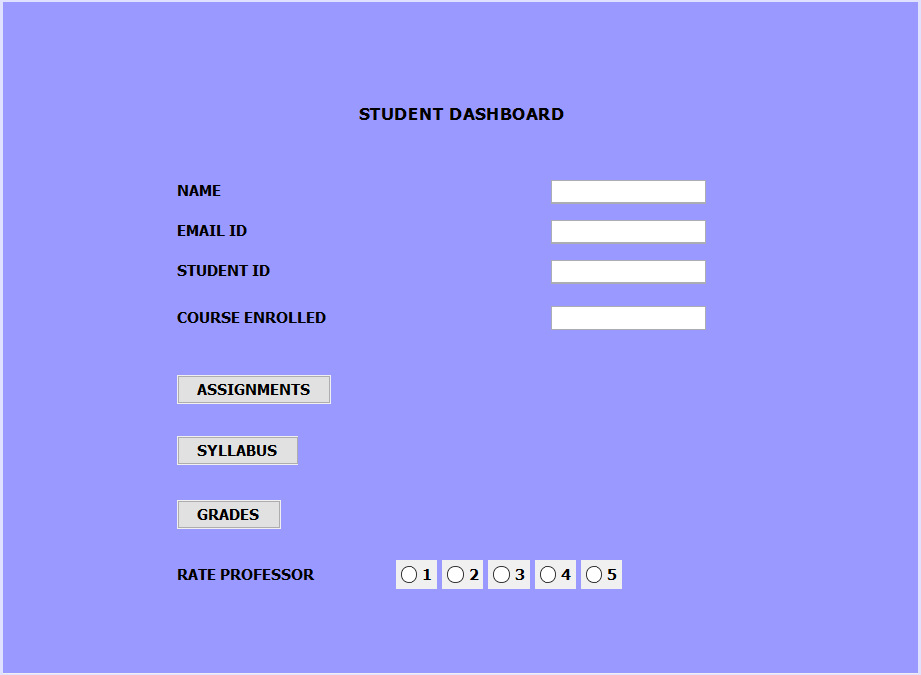 STUDENT DASHBOARD
NAME
EMAIL ID
STUDENT ID
COURSE ENROLLED
ASSIGNMENTS
SYLLABUS
GRADES
RATE PROFESSOR 1 2 3 4 5